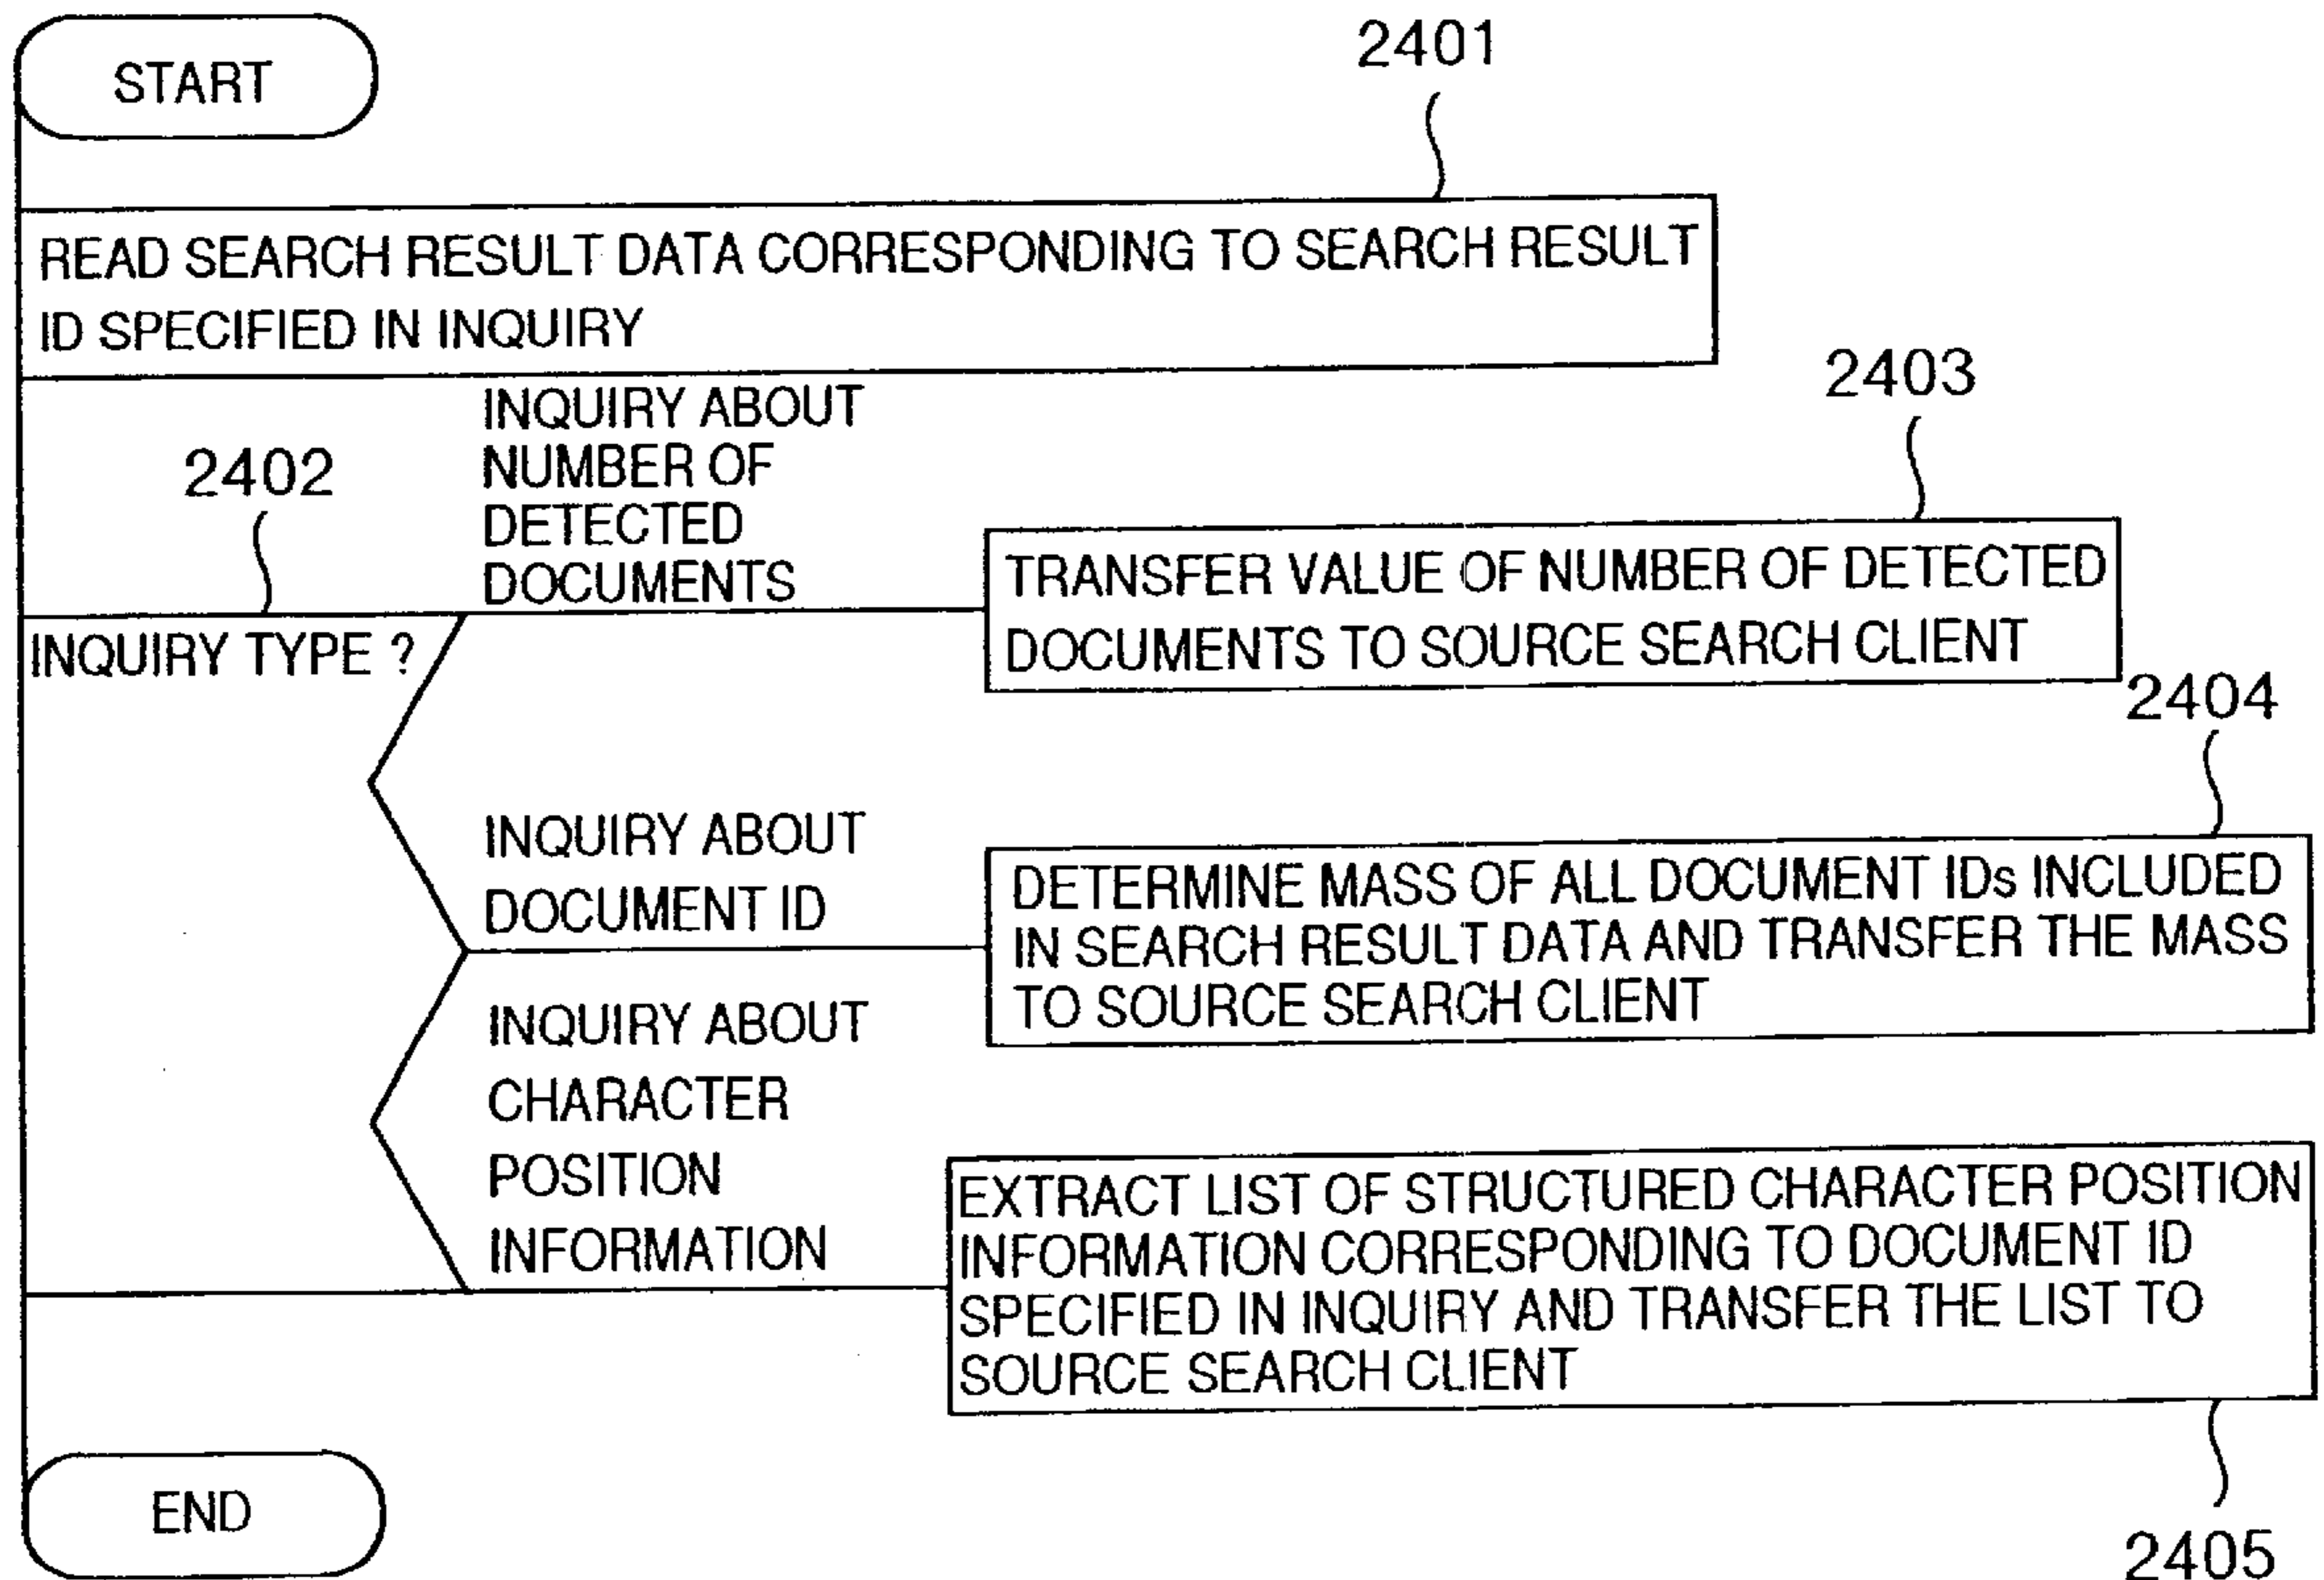 START
2401
READ SEARCH RESULT DATA CORRESPONDING TO SEARCH RESULT
ID SPECIFIED IN INQUIRY
2402
INQUIRY TYPE ?
INQUIRY ABOUT
NUMBER OF
DETECTED
DOCUMENTS
2403
TRANSFER VALUE OF NUMBER OF DETECTED
DOCUMENTS TO SOURCE SEARCH CLIENT
INQUIRY ABOUT
DOCUMENT ID
2404
DETERMINE MASS OF ALL DOCUMENT IDs INCLUDED
IN SEARCH RESULT DATA AND TRANSFER THE MASS
TO SOURCE SEARCH CLIENT
INQUIRY ABOUT
CHARACTER
POSITION
INFORMATION
EXTRACT LIST OF STRUCTURED CHARACTER POSITION
INFORMATION CORRESPONDING TO DOCUMENT ID
SPECIFIED IN INQUIRY AND TRANSFER THE LIST TO
SOURCE SEARCH CLIENT
2405
END